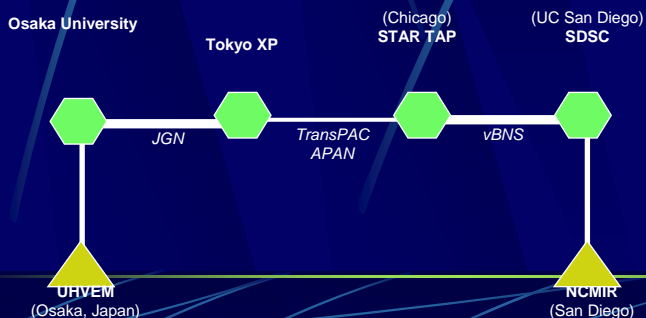 Osaka University
Tokyo XP
(Chicago)
STAR TAP
(UC San Diego)
SDSC
JGN
TransPAC
APAN
vBNS
UHVEM
(Osaka, Japan)
NCMIR
(San Diego)